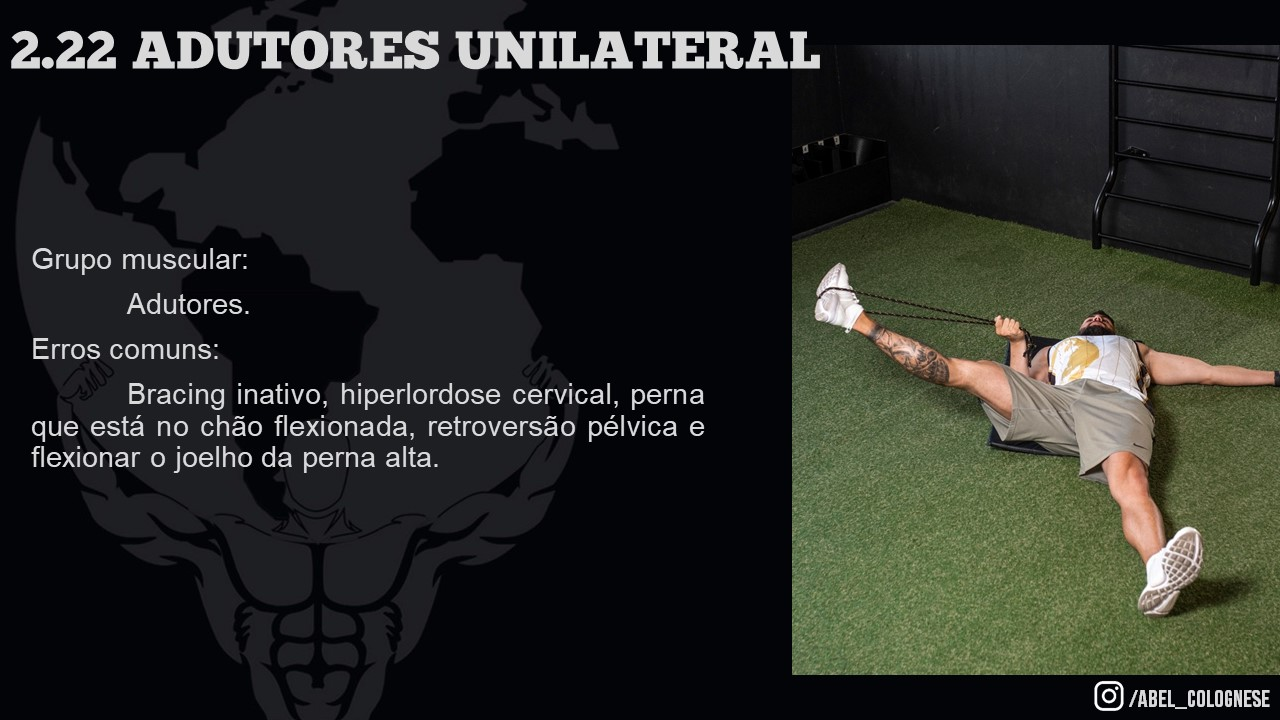 2.22 ADUTORES UNILATERAL
Grupo muscular:
Adutores.
Erros comuns:
Bracing inativo, hiperlordose cervical, perna
que está no chão flexionada, retroversão pélvica e
flexionar o joelho da perna alta.
/ABEL_COLOGNESE